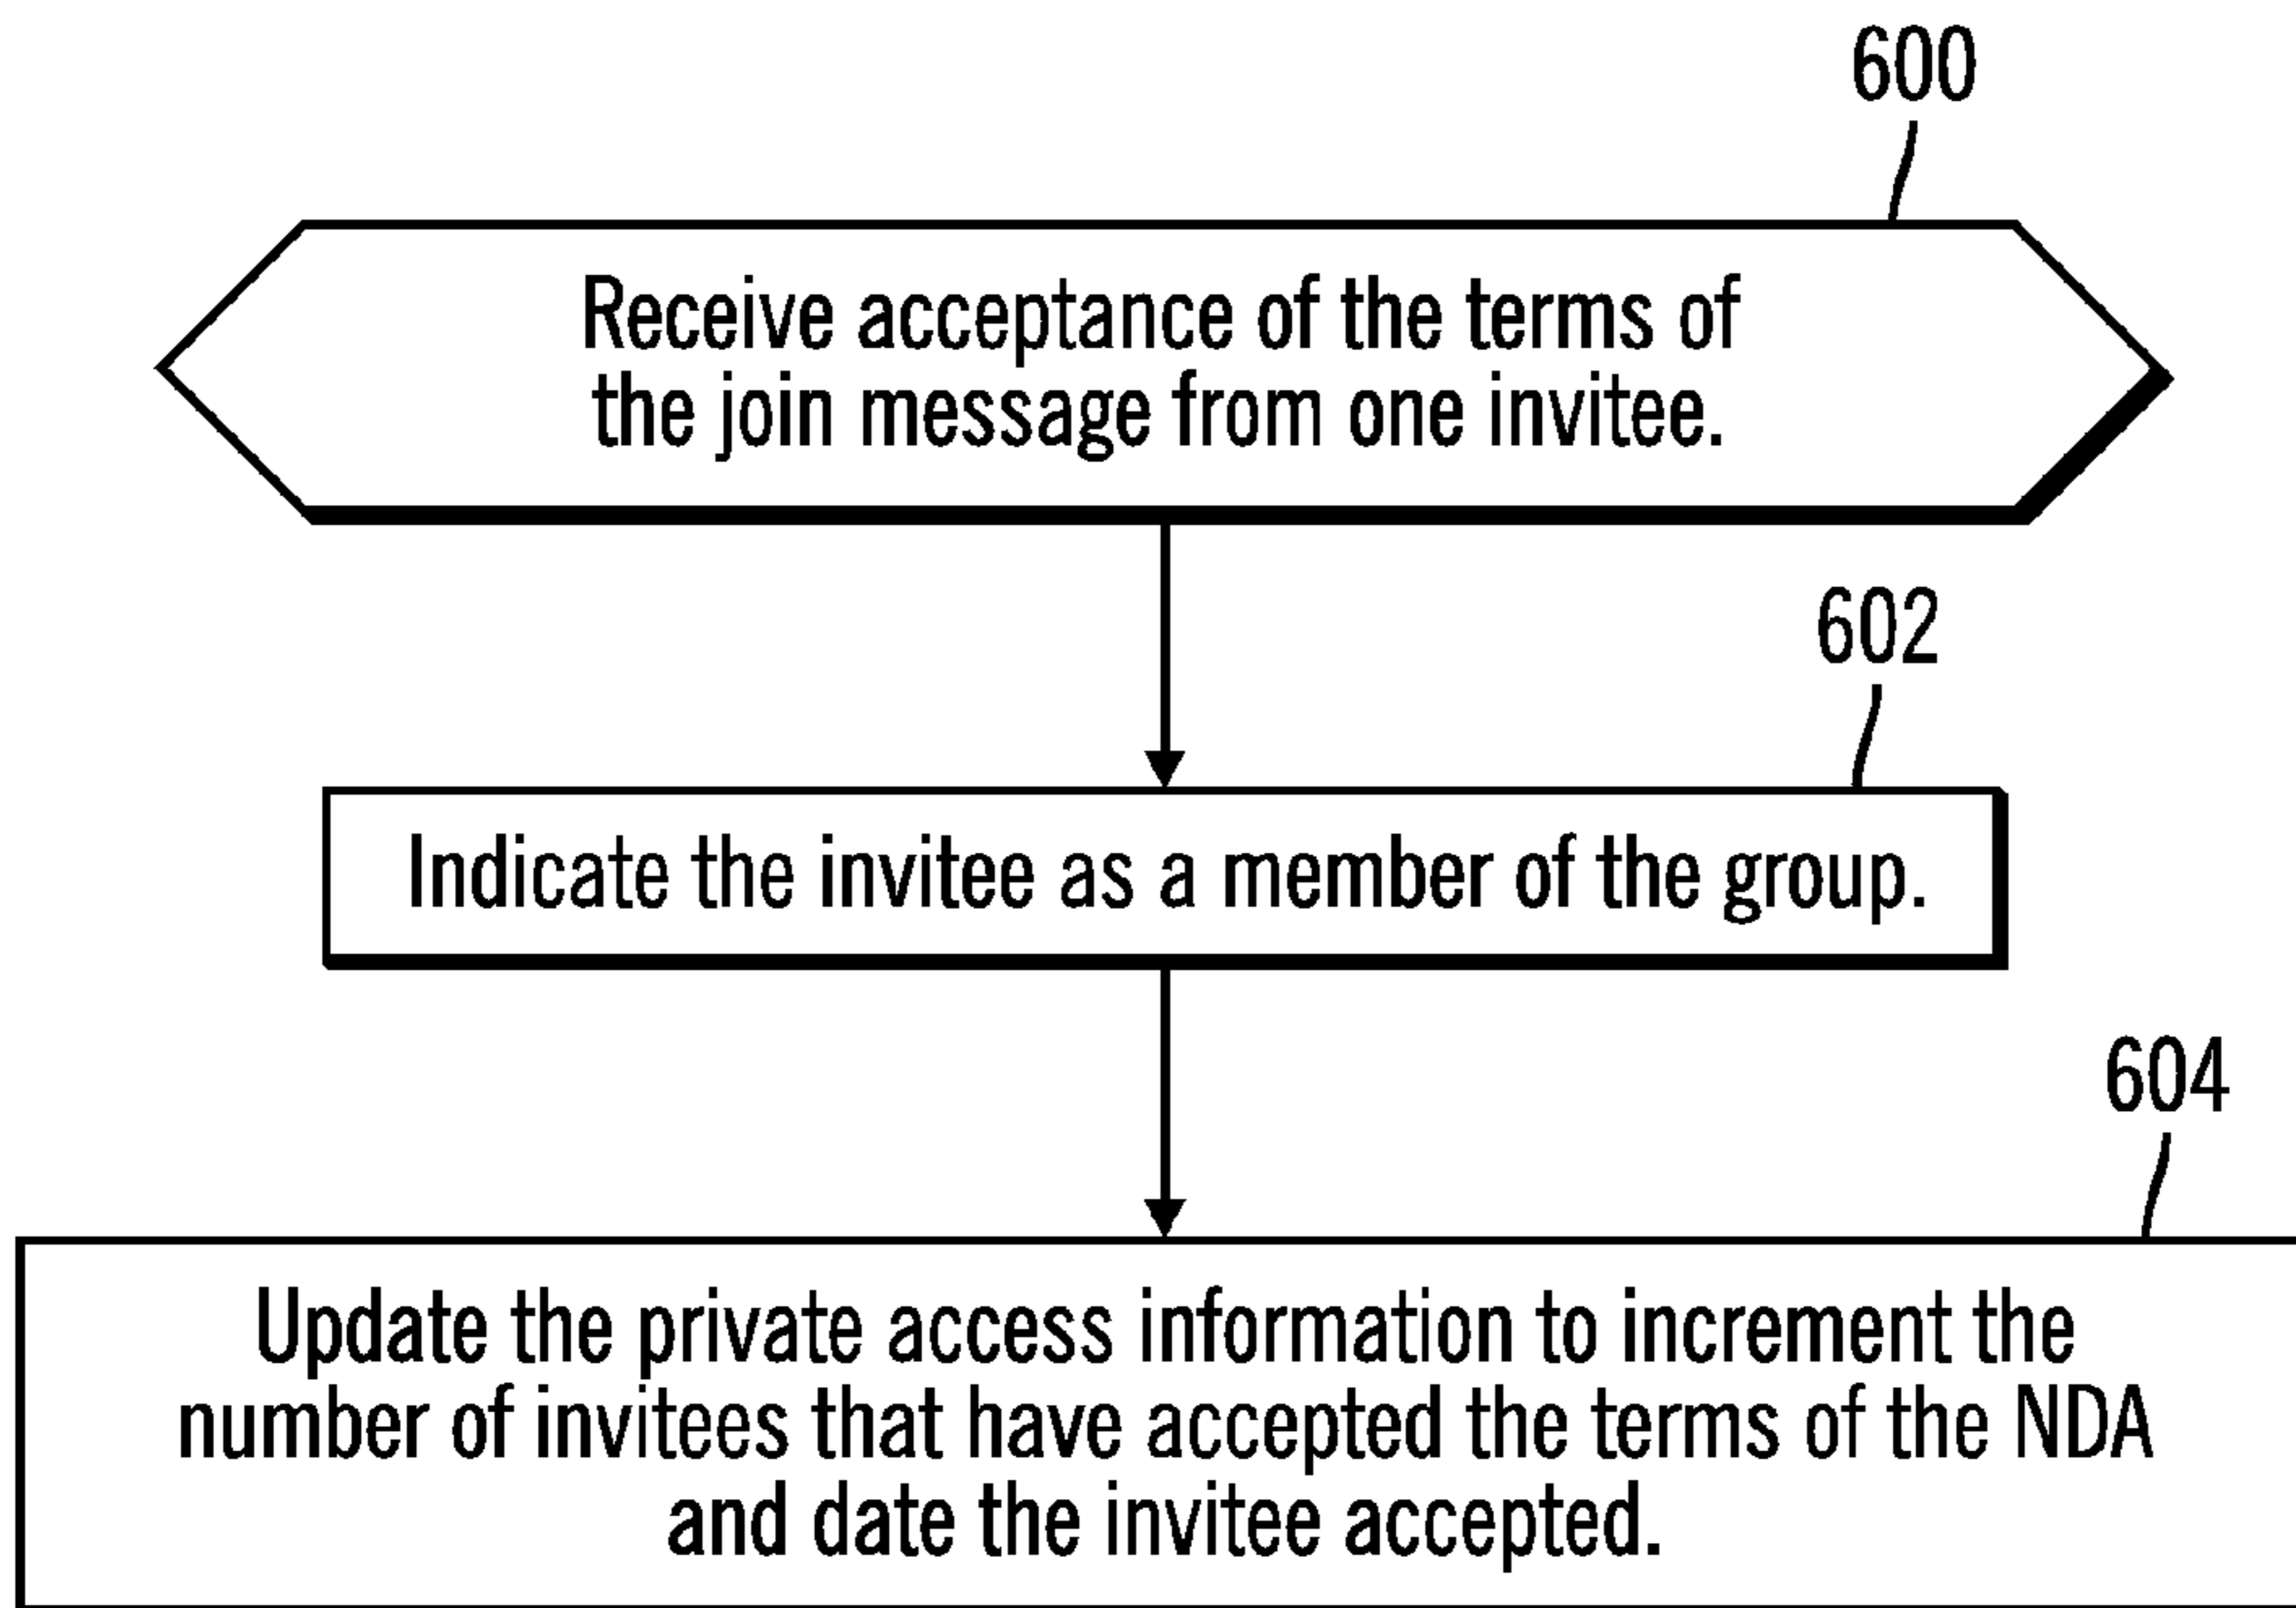 600
Receive acceptance of the terms of
the join message from one invitee.
602
Indicate the invitee as a member of the group.
604
Update the private access information to increment the
number of invitees that have accepted the terms of the NDA
and date the invitee accepted.